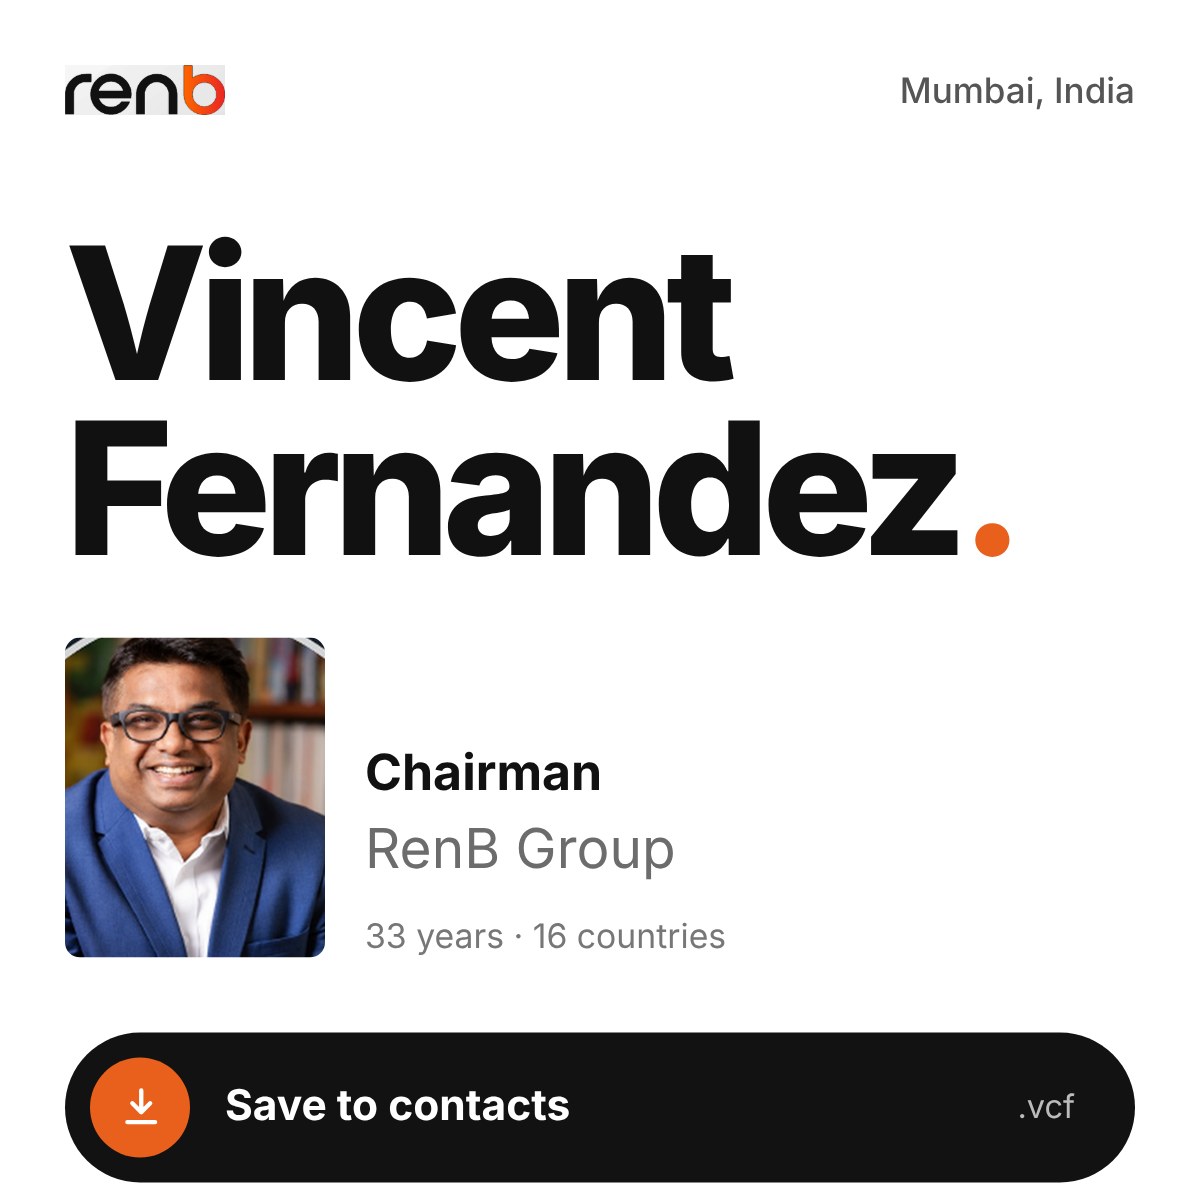 renb
Mumbai, India
Vincent
Fernandez.
Chairman
RenB Group
33 years · 16 countries
Save to contacts
.vcf